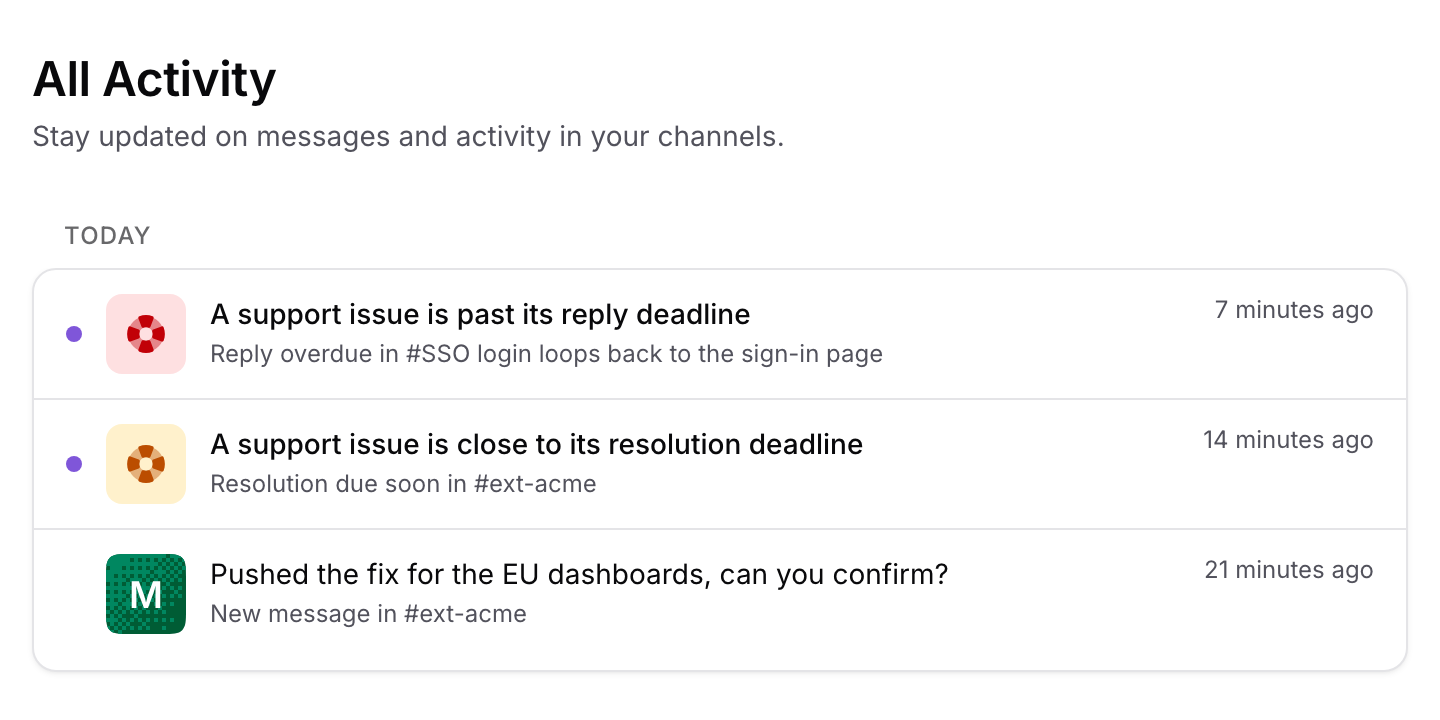 All Activity
Stay updated on messages and activity in your channels.
TODAY
A support issue is past its reply deadline
7 minutes ago
Reply overdue in #SSO login loops back to the sign-in page
A support issue is close to its resolution deadline
14 minutes ago
Resolution due soon in #ext-acme
M
Pushed the fix for the EU dashboards, can you confirm?
21 minutes ago
New message in #ext-acme